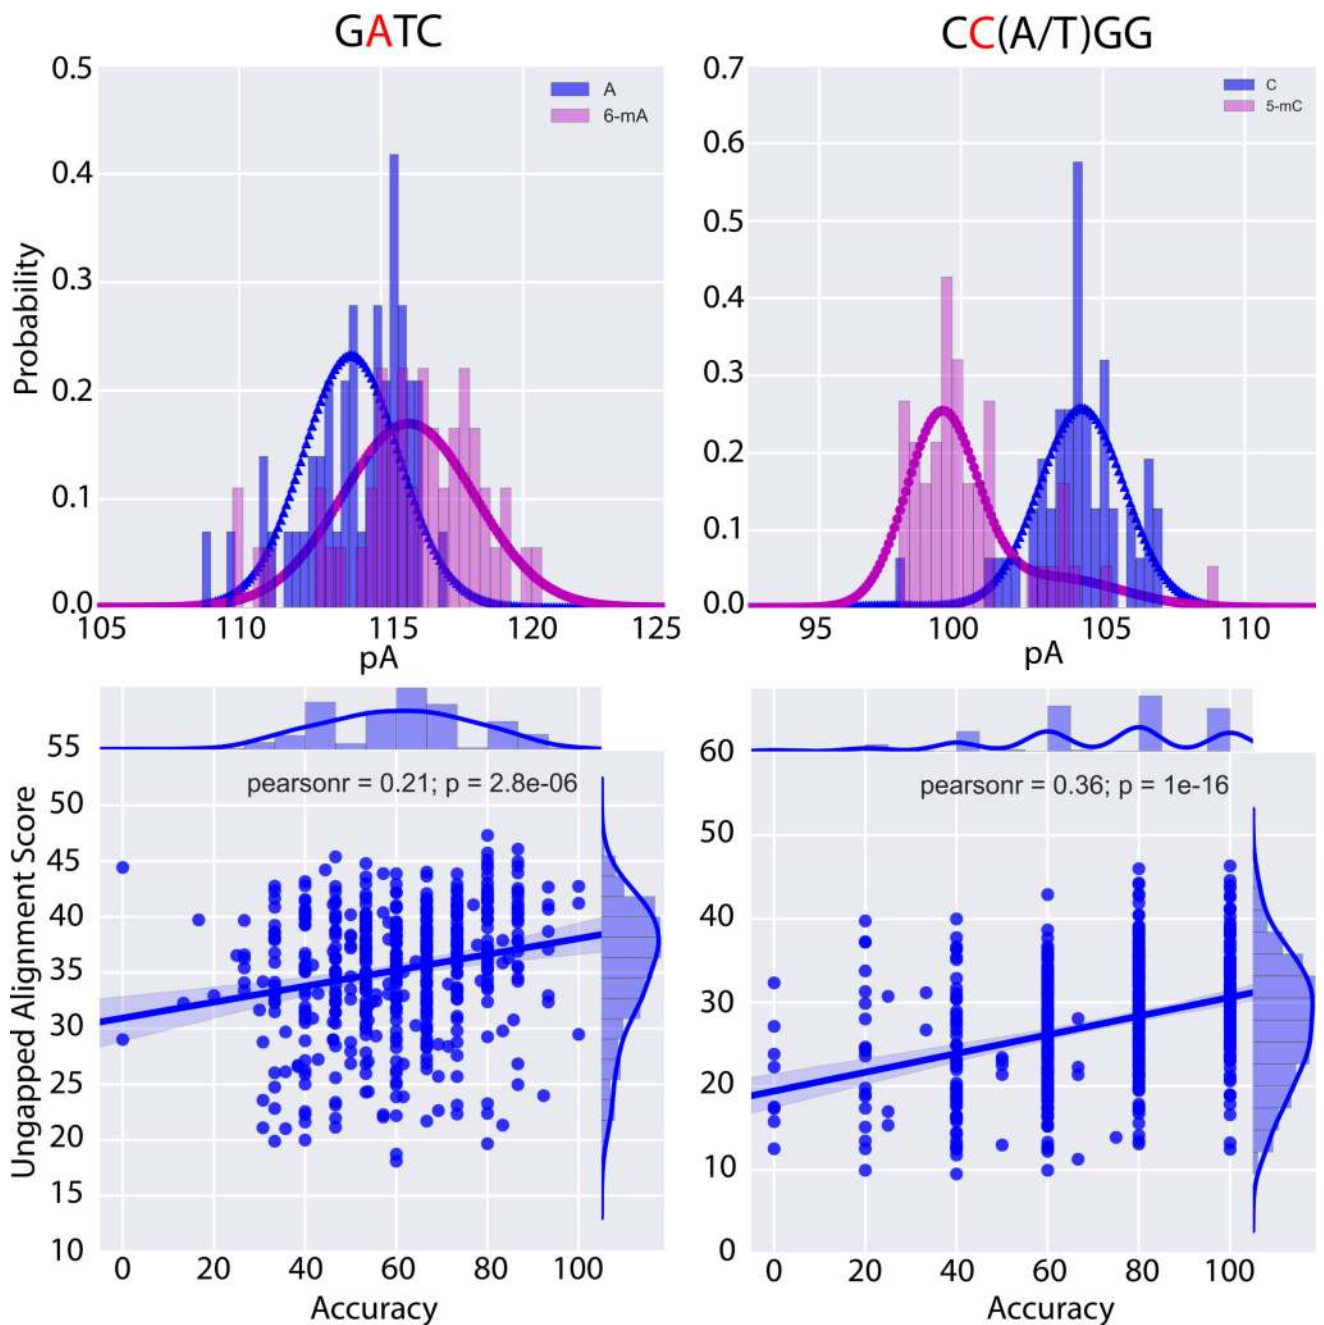 GATC
0.5
0.4
0.3
0.2
0.1
0.0
Probability
A
6-mA
105 110 115 120 125
pA
CC(A/T)GG
0.7
0.6
0.5
0.4
0.3
0.2
0.1
0.0
C
5-mC
95 100 105 110
pA
55
50
45
40
35
30
25
20
15
10
Ungapped Alignment Score
pearsonr = 0.21; p = 2.8e-06
0 20 40 60 80 100
Accuracy
60
50
40
30
20
10
0
pearsonr = 0.36; p = 1e-16
0 20 40 60 80 100
Accuracy